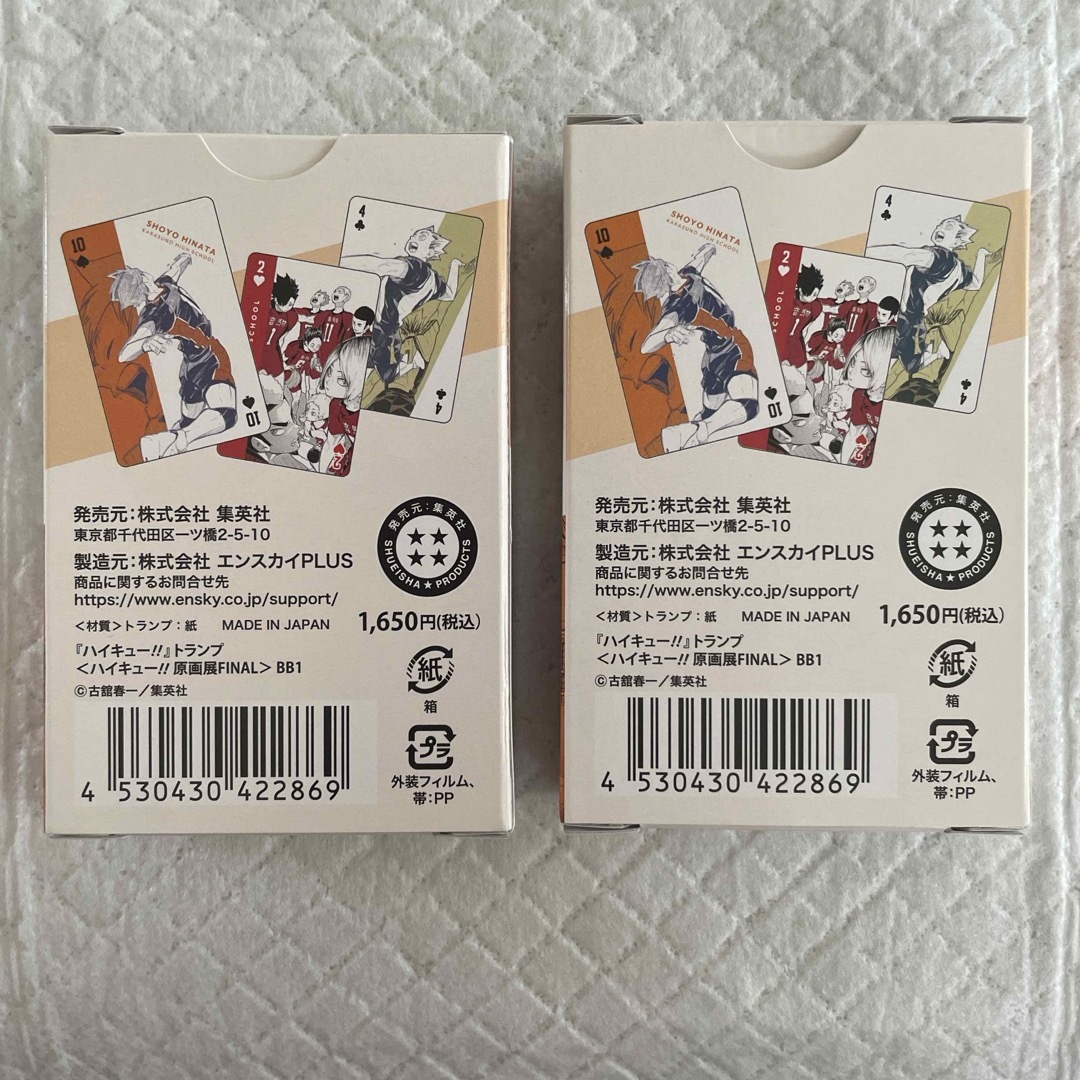 10
SHOYO HINATA
KARASUNO HIGH SCHOOL
10
2
SCHOOL
2
4
4
発売元：株式会社 集英社
東京都千代田区一ツ橋2-5-10
製造元：株式会社 エンスカイPLUS
商品に関するお問合せ先
https://www.ensky.co.jp/support/
＜材質＞トランプ：紙 MADE IN JAPAN
発売元：集英社
SHUEISHA★PRODUCTS
1,650円(税込)
『ハイキュー!!』トランプ
＜ハイキュー!! 原画展FINAL＞ BB1
©古舘春一／集英社
紙
箱
プラ
外装フィルム、
帯：PP
4 530430 422869
10
SHOYO HINATA
KARASUNO HIGH SCHOOL
10
2
SCHOOL
2
4
4
発売元：株式会社 集英社
東京都千代田区一ツ橋2-5-10
製造元：株式会社 エンスカイPLUS
商品に関するお問合せ先
https://www.ensky.co.jp/support/
＜材質＞トランプ：紙 MADE IN JAPAN
発売元：集英社
SHUEISHA★PRODUCTS
1,650円(税込)
『ハイキュー!!』トランプ
＜ハイキュー!! 原画展FINAL＞ BB1
©古舘春一／集英社
紙
箱
プラ
外装フィルム、
帯：PP
4 530430 422869